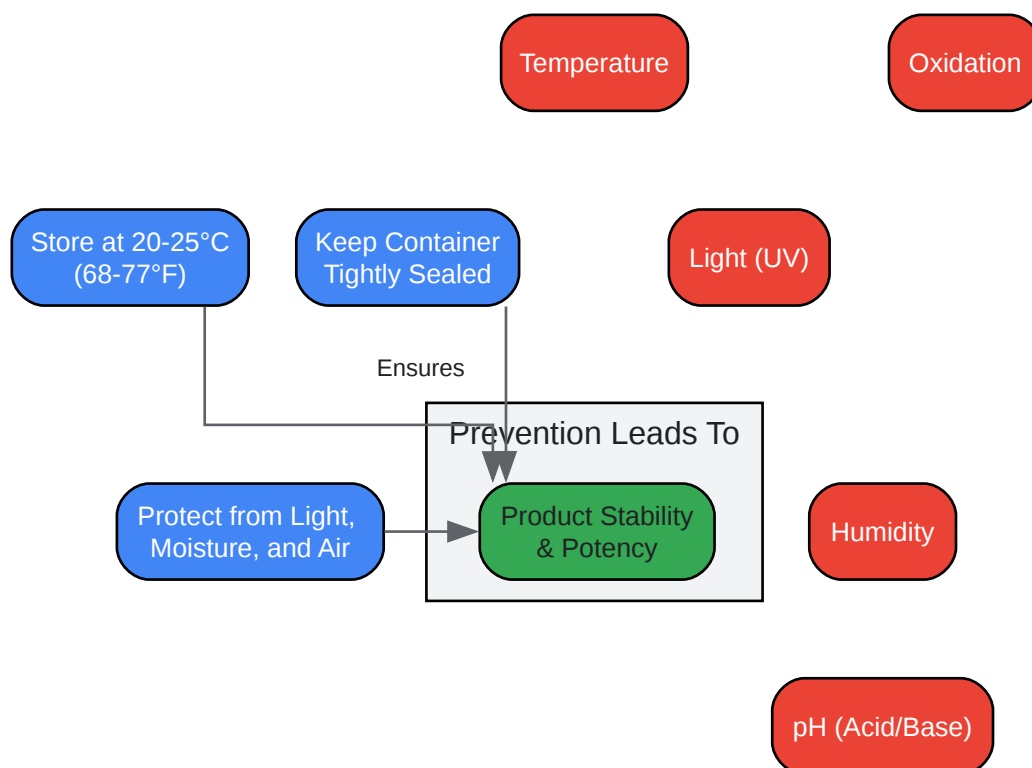 Temperature
Oxidation
Store at 20-25°C
(68-77°F)
Keep Container
Tightly Sealed
Light (UV)
Ensures
Prevention Leads To
Protect from Light,
Moisture, and Air
Product Stability
& Potency
Humidity
pH (Acid/Base)